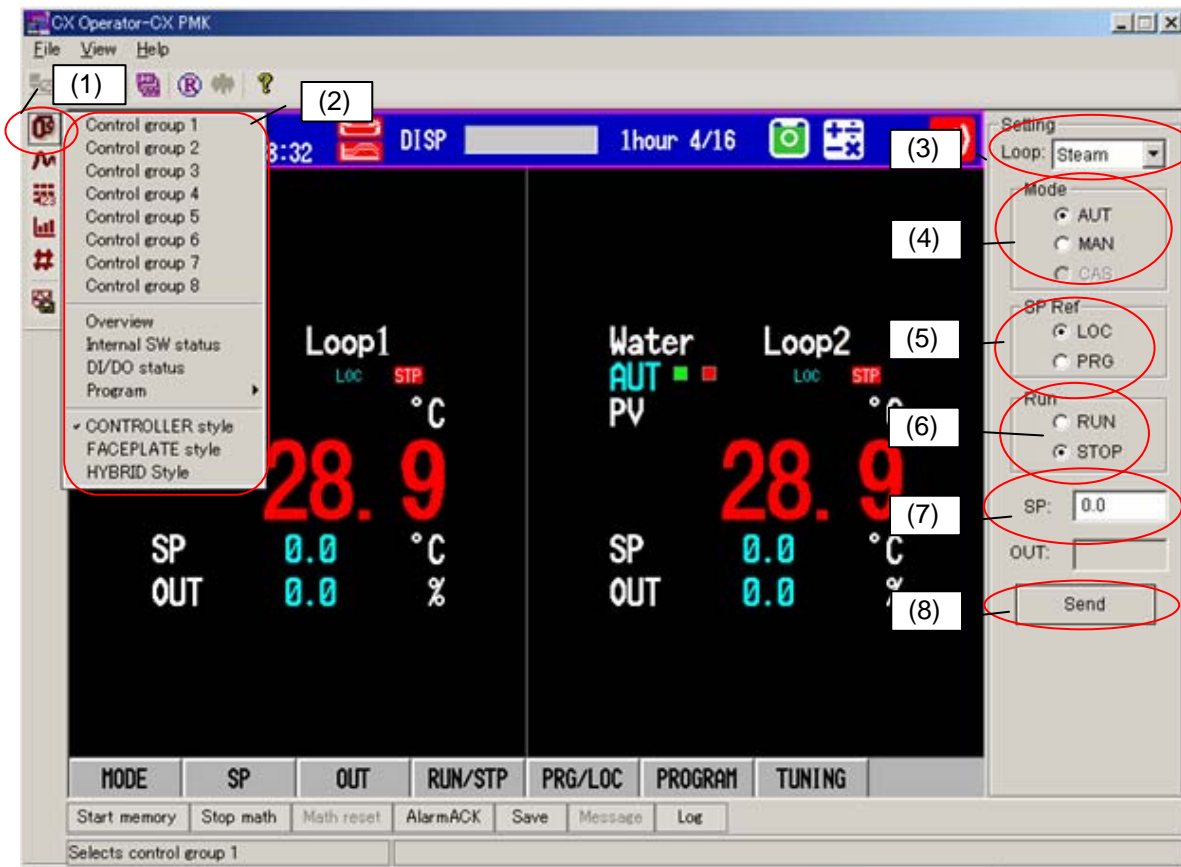 CX Operator-CX PMK
File View Help
(1)
(2)
Control group 1
Control group 2
Control group 3
Control group 4
Control group 5
Control group 6
Control group 7
Control group 8
Overview
Internal SW status
DI/DO status
Program
CONTROLLER style
FACEPLATE style
HYBRID Style
3:32 DISP 1hour 4/16
Loop1
LOC STP
°C
28.9
SP 0.0 °C
OUT 0.0 %
Water Loop2
AUT LOC STP
PV °C
28.9
SP 0.0 °C
OUT 0.0 %
(3)
Setting
Loop: Steam
(4)
Mode
AUT
MAN
CAS
(5)
SP Ref
LOC
PRG
(6)
Run
RUN
STOP
(7)
SP: 0.0
OUT:
(8)
Send
MODE SP OUT RUN/STP PRG/LOC PROGRAM TUNING
Start memory Stop math Math reset AlarmACK Save Message Log
Selects control group 1